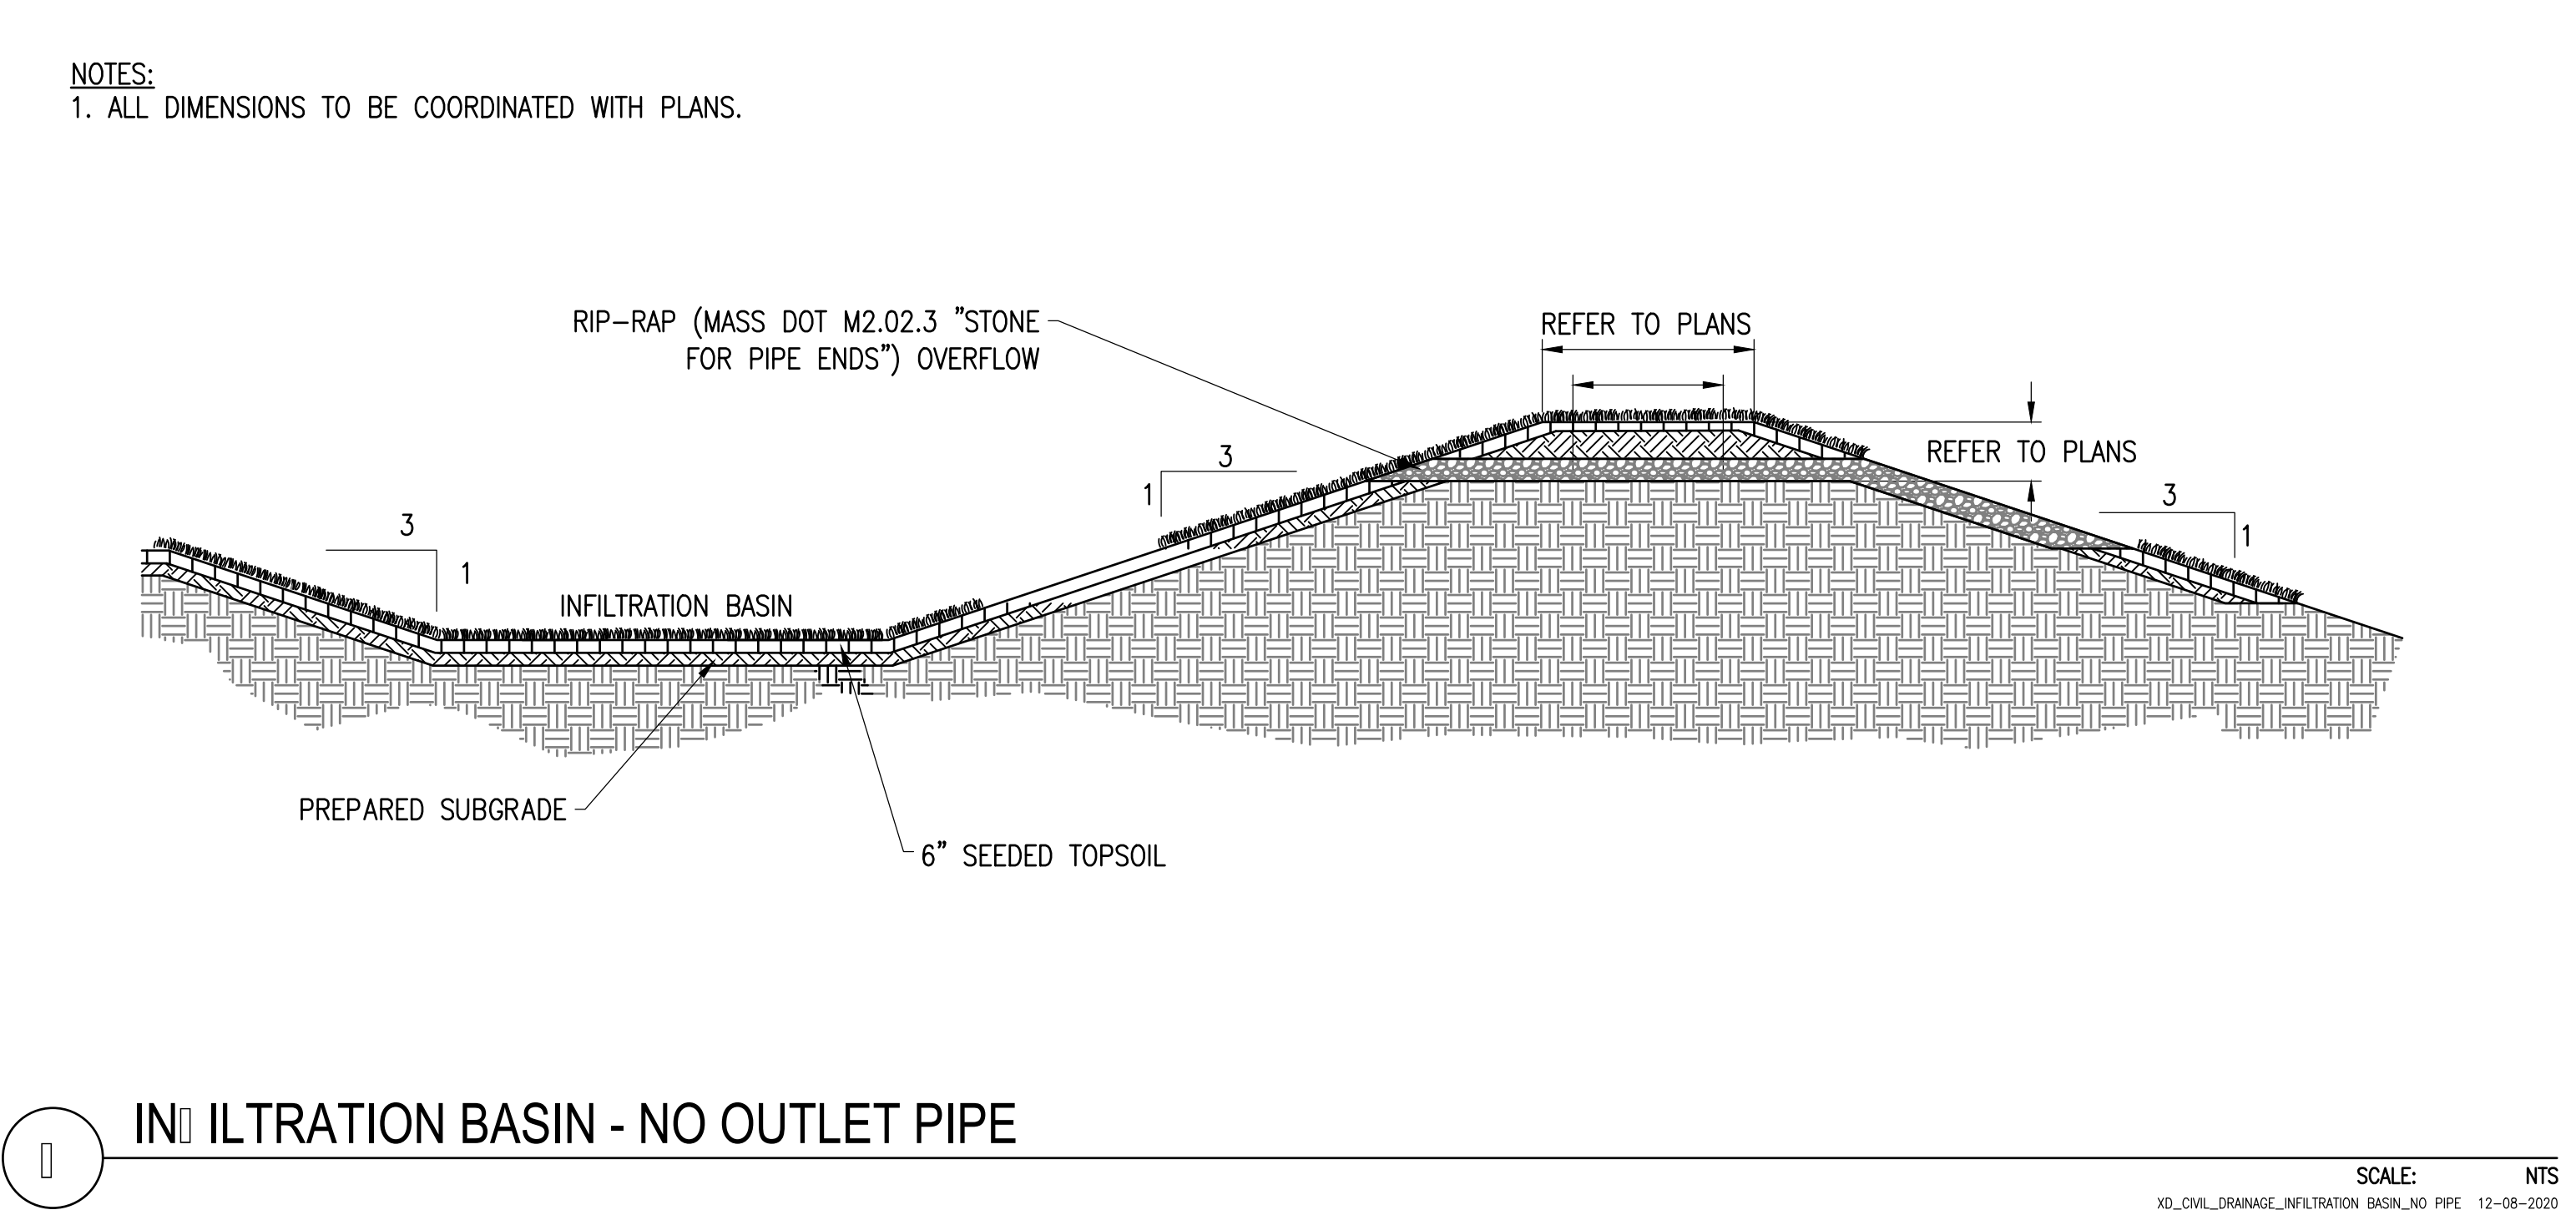 NOTES:
1. ALL DIMENSIONS TO BE COORDINATED WITH PLANS.
RIP-RAP (MASS DOT M2.02.3 "STONE
FOR PIPE ENDS") OVERFLOW
REFER TO PLANS
REFER TO PLANS
3
1
3
1
3
1
INFILTRATION BASIN
PREPARED SUBGRADE
6" SEEDED TOPSOIL
IN▯ILTRATION BASIN - NO OUTLET PIPE
SCALE: NTS
XD_CIVIL_DRAINAGE_INFILTRATION BASIN_NO PIPE 12-08-2020